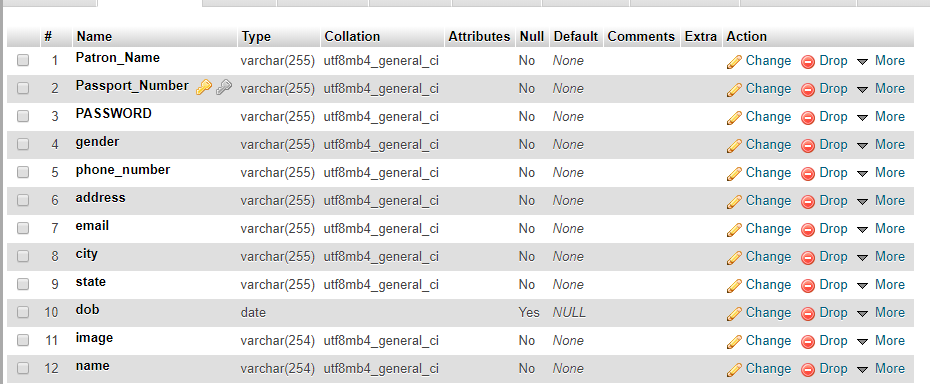 # Name Type Collation Attributes Null Default Comments Extra Action
1 Patron_Name varchar(255) utf8mb4_general_ci No None Change Drop More
2 Passport_Number varchar(255) utf8mb4_general_ci No None Change Drop More
3 PASSWORD varchar(255) utf8mb4_general_ci No None Change Drop More
4 gender varchar(255) utf8mb4_general_ci No None Change Drop More
5 phone_number varchar(255) utf8mb4_general_ci No None Change Drop More
6 address varchar(255) utf8mb4_general_ci No None Change Drop More
7 email varchar(255) utf8mb4_general_ci No None Change Drop More
8 city varchar(255) utf8mb4_general_ci No None Change Drop More
9 state varchar(255) utf8mb4_general_ci No None Change Drop More
10 dob date Yes NULL Change Drop More
11 image varchar(254) utf8mb4_general_ci No None Change Drop More
12 name varchar(254) utf8mb4_general_ci No None Change Drop More